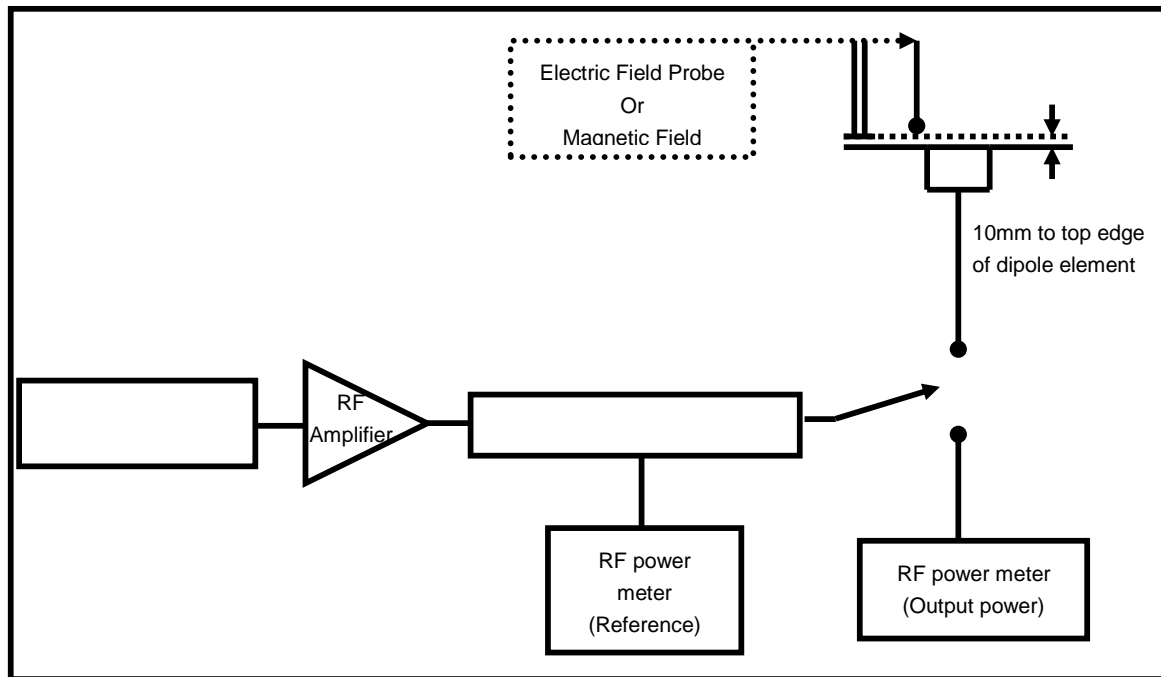 Electric Field Probe
Or
Magnetic Field
10mm to top edge
of dipole element
RF
Amplifier
RF power
meter
(Reference)
RF power meter
(Output power)